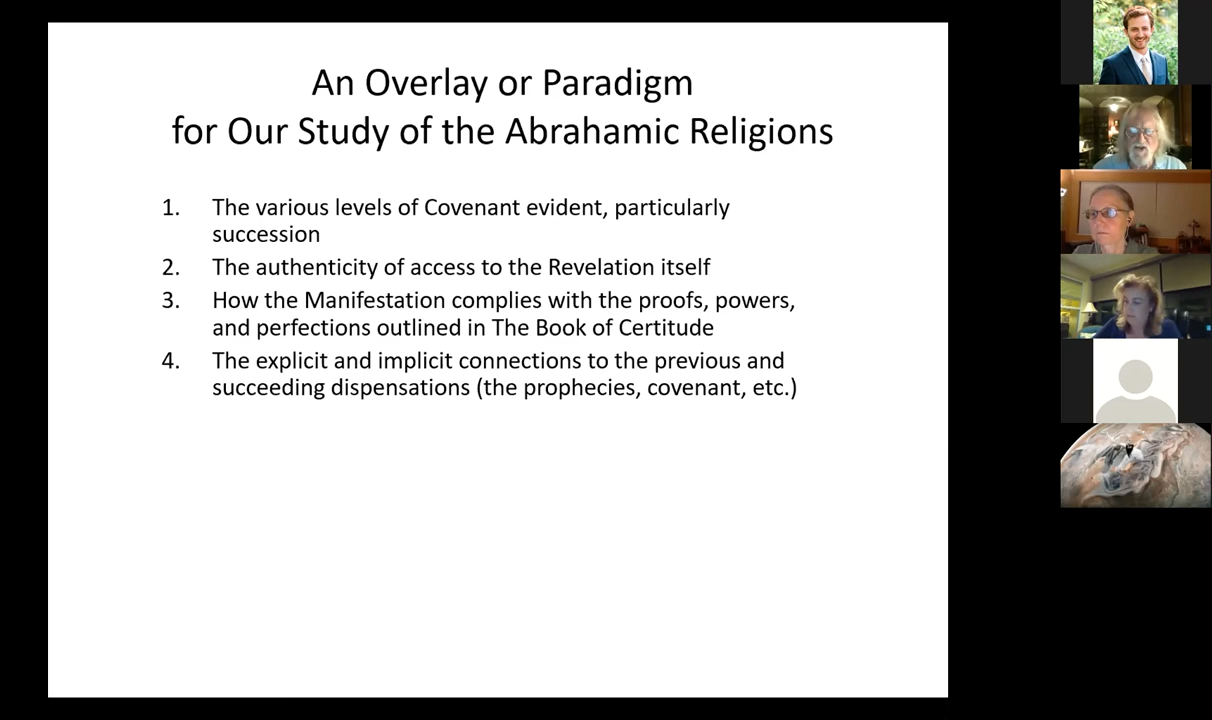 An Overlay or Paradigm
for Our Study of the Abrahamic Religions
1. The various levels of Covenant evident, particularly
succession
2. The authenticity of access to the Revelation itself
3. How the Manifestation complies with the proofs, powers,
and perfections outlined in The Book of Certitude
4. The explicit and implicit connections to the previous and
succeeding dispensations (the prophecies, covenant, etc.)